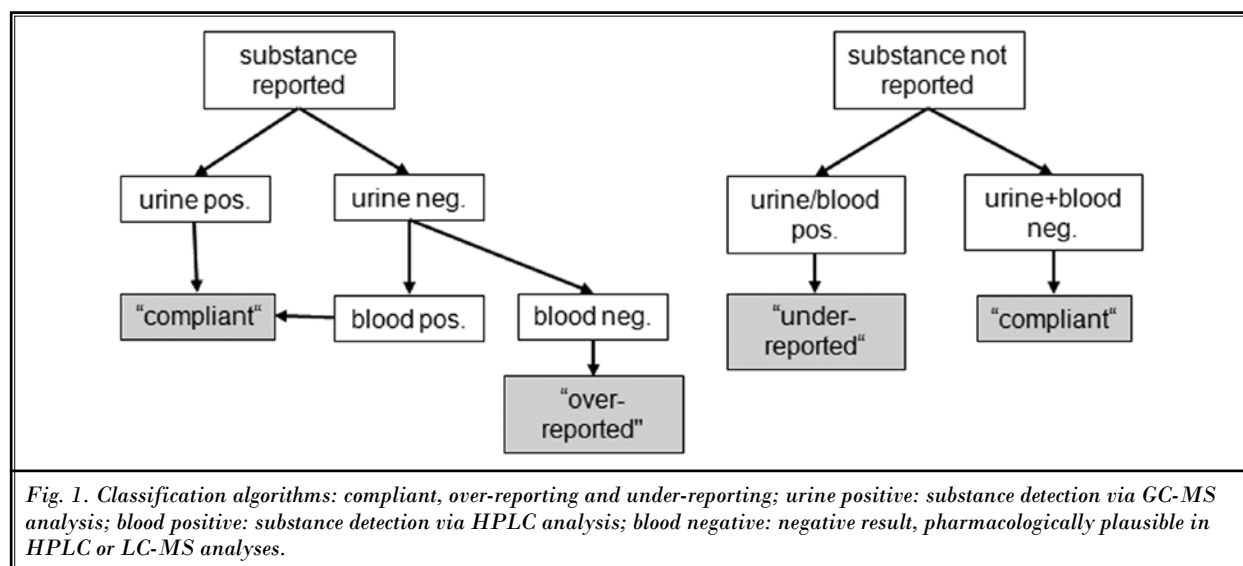 substance
reported
substance not
reported
urine pos.
urine neg.
urine/blood
pos.
urine+blood
neg.
“compliant“
blood pos.
blood neg.
“under-
reported“
“compliant“
“over-
reported"
Fig. 1. Classification algorithms: compliant, over-reporting and under-reporting; urine positive: substance detection via GC-MS
analysis; blood positive: substance detection via HPLC analysis; blood negative: negative result, pharmacologically plausible in
HPLC or LC-MS analyses.